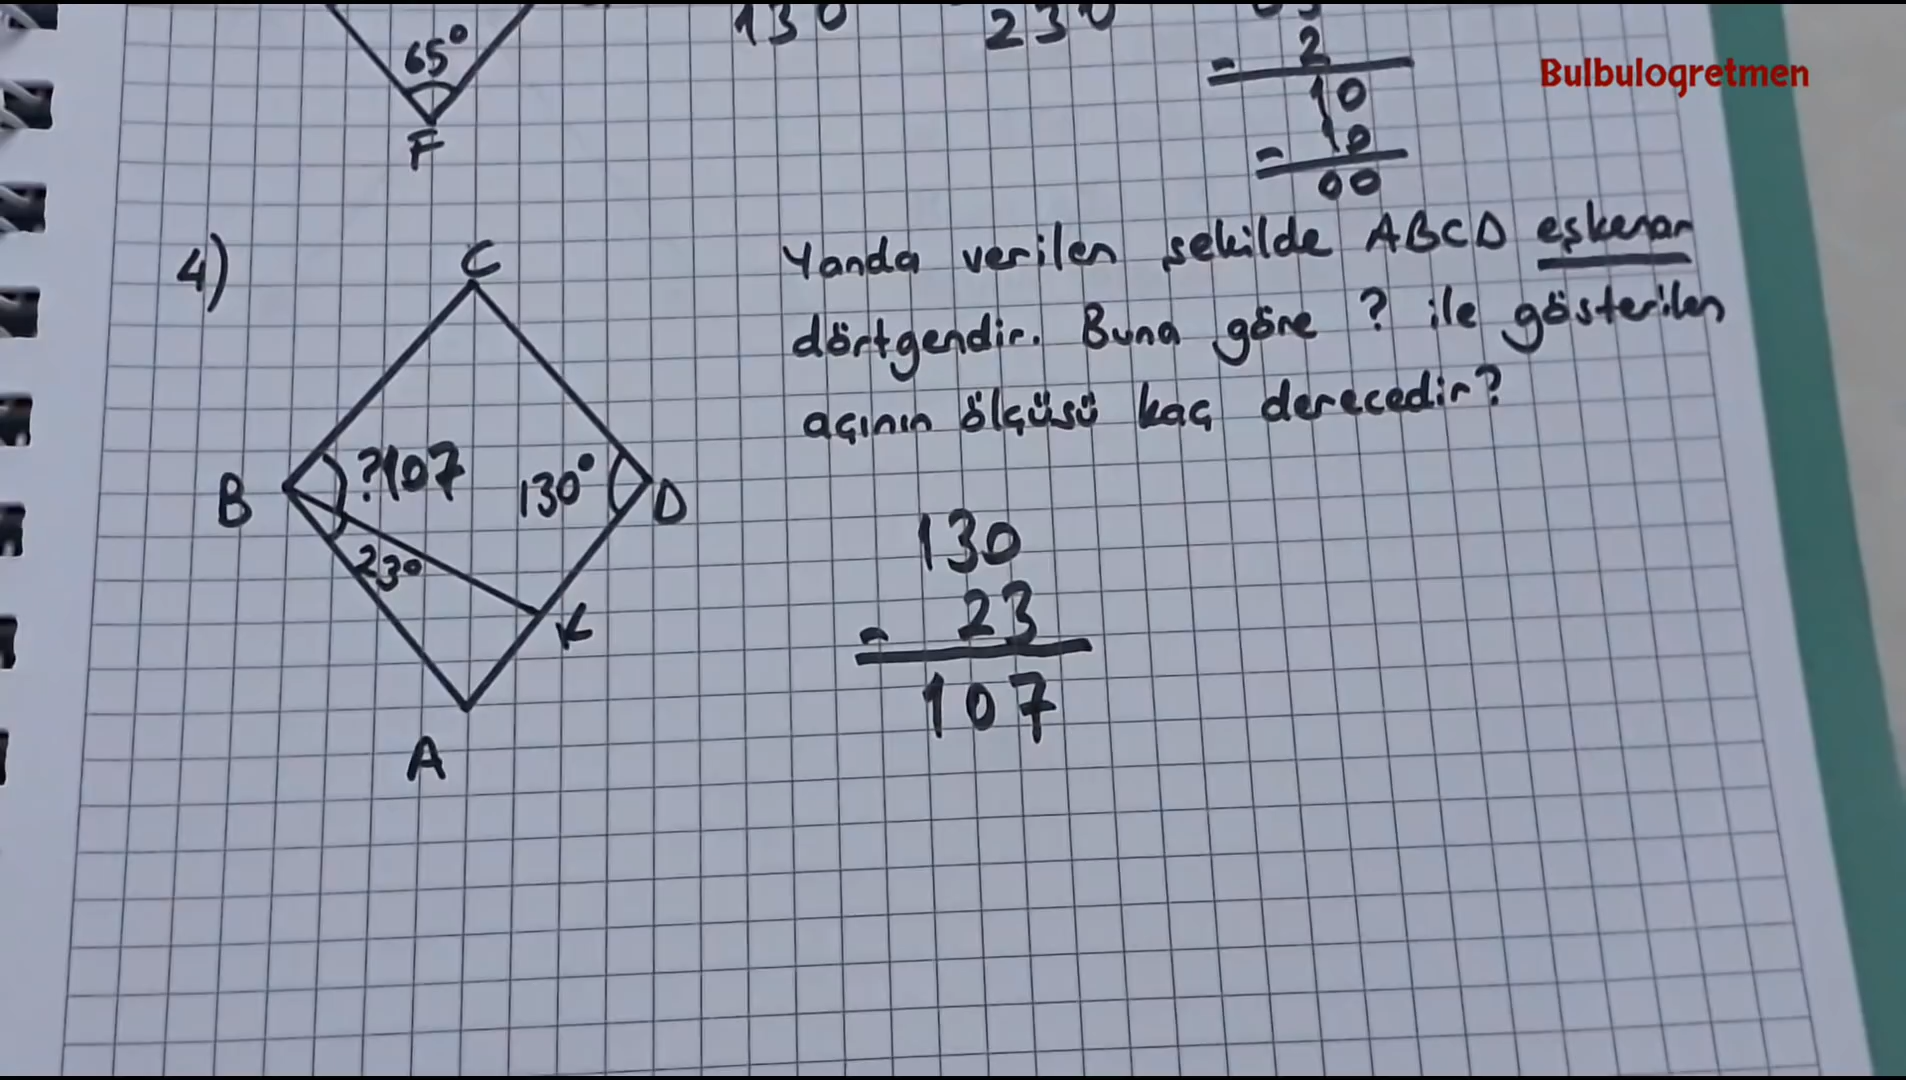 65°
F
130
230
2
-
10
10
-
00
Bulbulogretmen
4)
C
B
?107
130°
D
23°
K
A
Yanda verilen şekilde ABCD eşkenar
dörtgendir. Buna göre ? ile gösterilen
açının ölçüsü kaç derecedir?
130
- 23
107